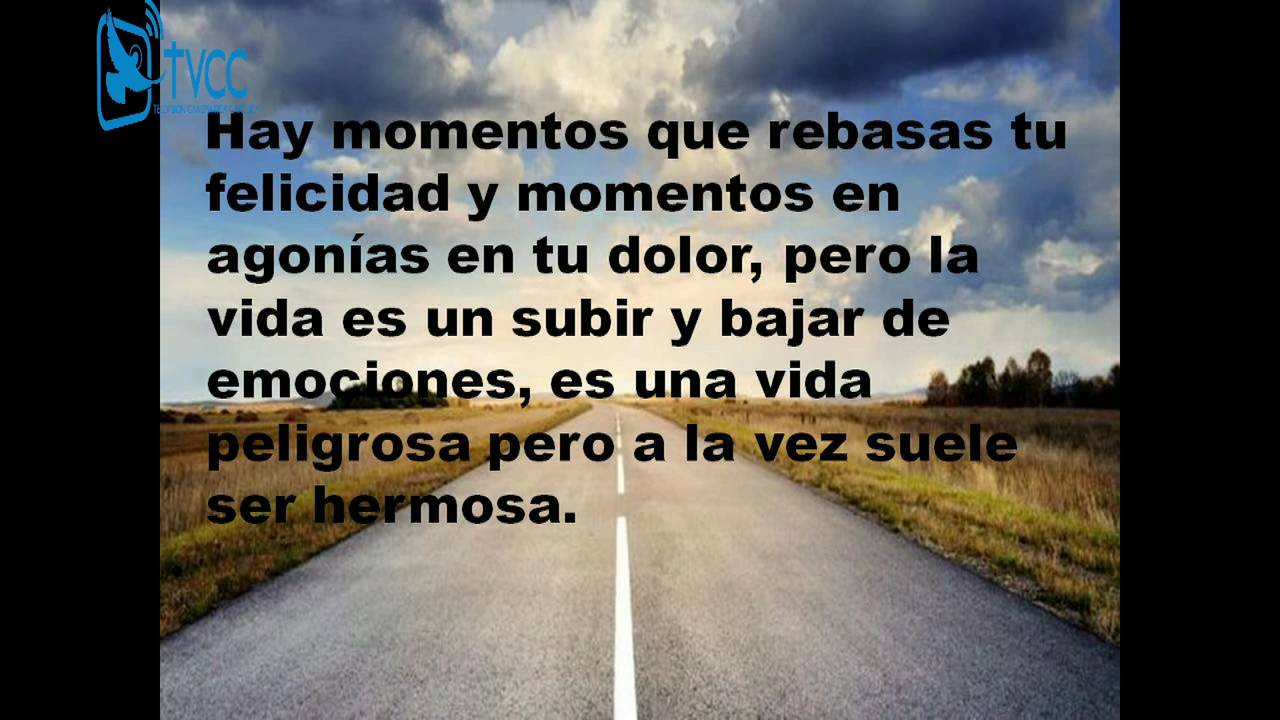 TVCC
Hay momentos que rebasas tu
felicidad y momentos en
agonías en tu dolor, pero la
vida es un subir y bajar de
emociones, es una vida
peligrosa pero a la vez suele
ser hermosa.